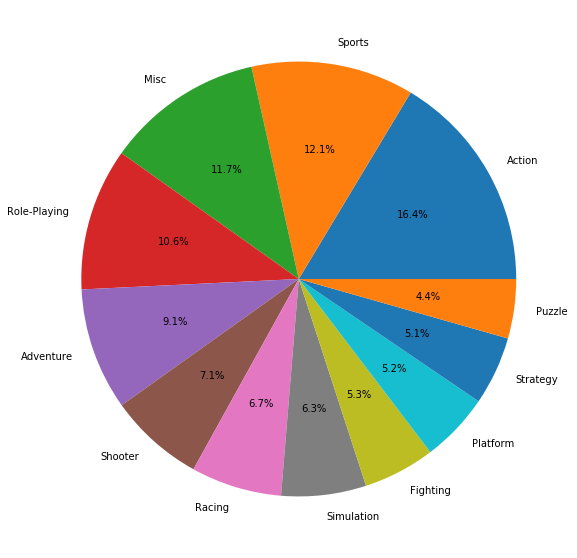 Sports
Misc
Action
12.1%
11.7%
16.4%
Role-Playing
10.6%
4.4%
Puzzle
9.1%
5.1%
Adventure
5.2%
7.1%
Strategy
5.3%
6.7%
6.3%
Platform
Shooter
Fighting
Racing
Simulation